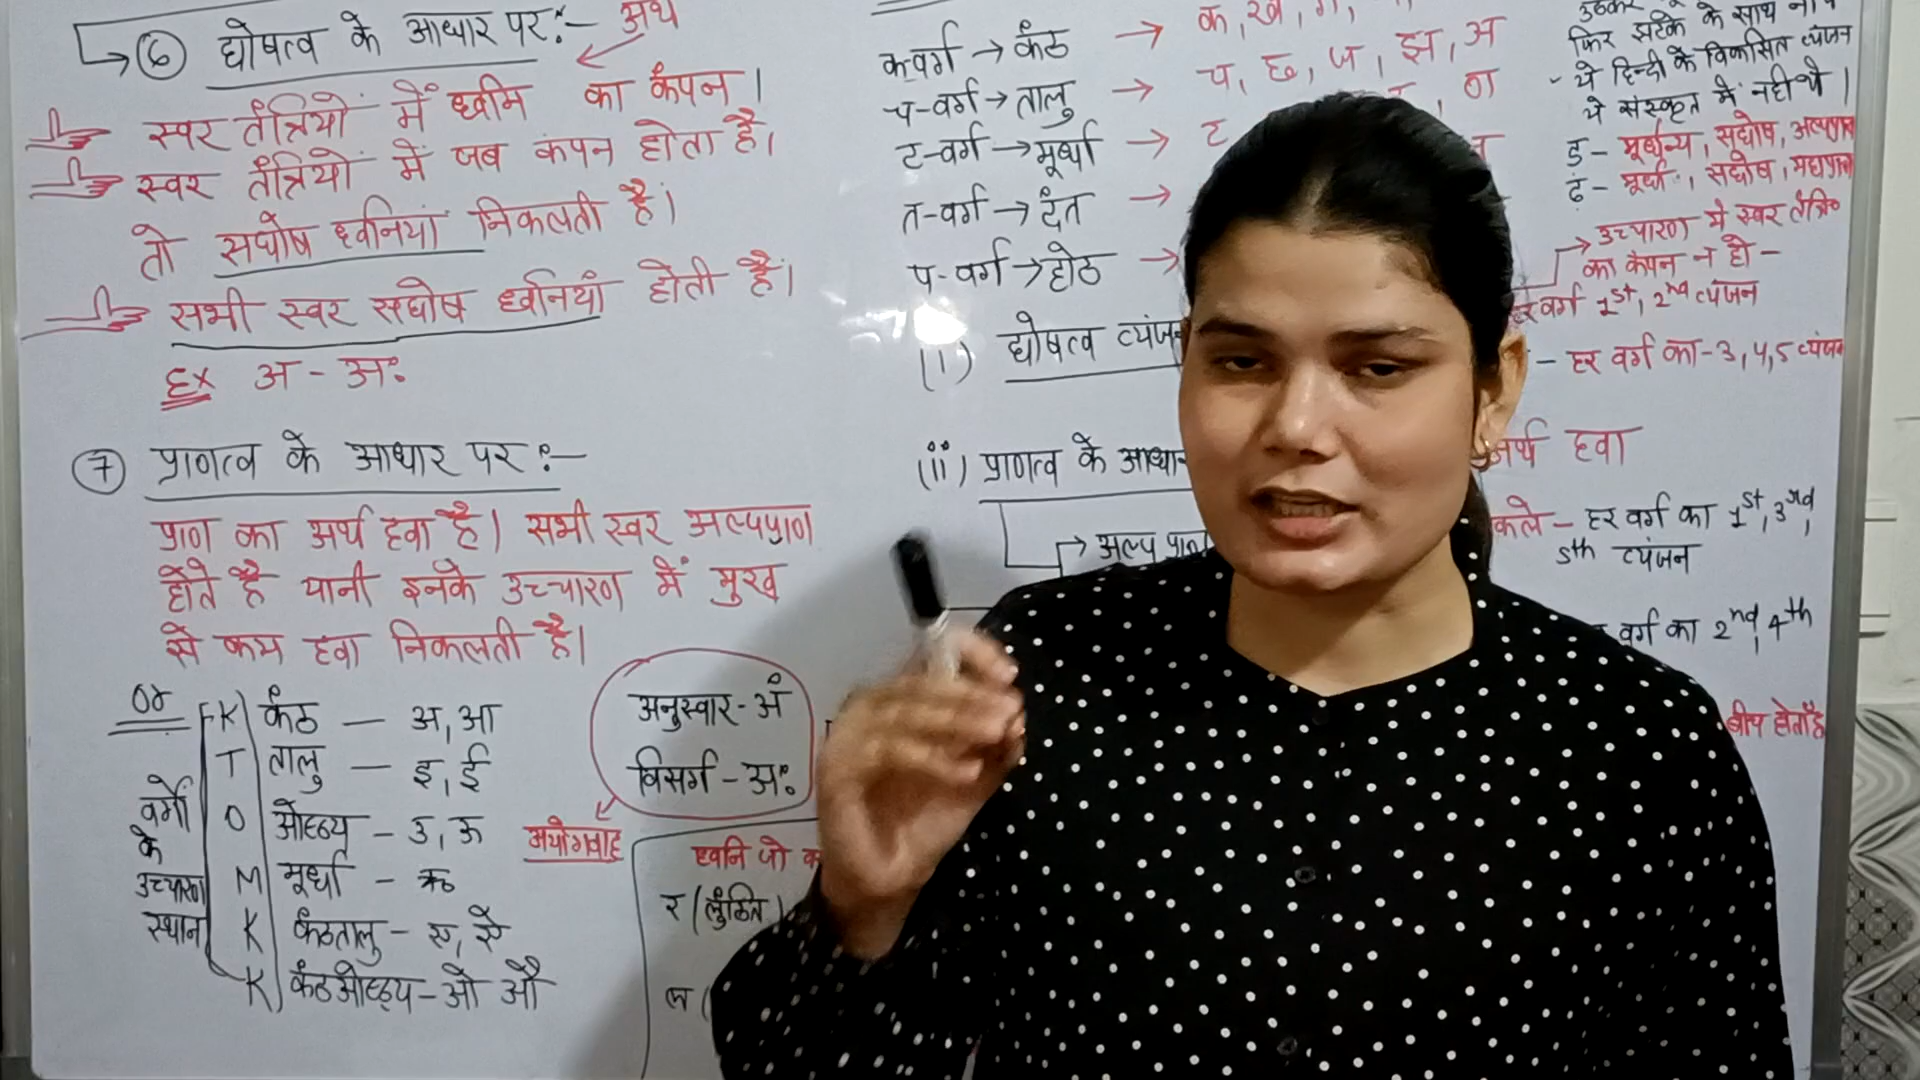 ⑥ घोषत्व के आधार पर :- अर्थ
स्वर तंत्रियों में ध्वनि का कंपन।
स्वर तंत्रियों में जब कंपन होता है।
तो सघोष ध्वनियां निकलती है।
सभी स्वर सघोष ध्वनियाँ होती हैं।
Ex अ - अः
⑦ प्राणत्व के आधार पर :-
प्राण का अर्थ हवा है। सभी स्वर अल्पप्राण
होते है यानी इनके उच्चारण में मुख
से कम हवा निकलती है।
Or
वर्गों के उच्चारण स्थान
K) कंठ — अ, आ
T तालु — इ, ई
O ओष्ठ्य - उ, ऊ
M मूर्धा - ऋ
K कंठतालु - ए, ऐ
K) कंठओष्ठ्य - ओ औ
अनुस्वार - अं
विसर्ग - अः
अयोगवाह
ध्वनि जो
र (लुंठित)
ल (
कवर्ग → कंठ → क, ख, ग,
च-वर्ग → तालु → च, छ, ज, झ, ञ
ट-वर्ग → मूर्धा → ट
त-वर्ग → दंत →
प-वर्ग → होठ →
(i) घोषत्व व्यंजन
(ii) प्राणत्व के आधार
→ अल्प प्राण
फिर झटके के साथ
- ये हिन्दी के विकसित व्यंजन
ये संस्कृत में नहीं थे।
ड़ - मूर्धन्य, सघोष, अल्पप्राण
ढ़ - मूर्धा, सघोष, महाप्राण
→ उच्चारण में स्वर तंत्रि
का कंपन न हो -
हर वर्ग 1st, 2nd व्यंजन
- हर वर्ग का - 3, 4, 5 व्यंजन
अर्थ हवा
कले - हर वर्ग का 1st, 3rd,
5th व्यंजन
वर्ग का 2nd, 4th
बीच होता है